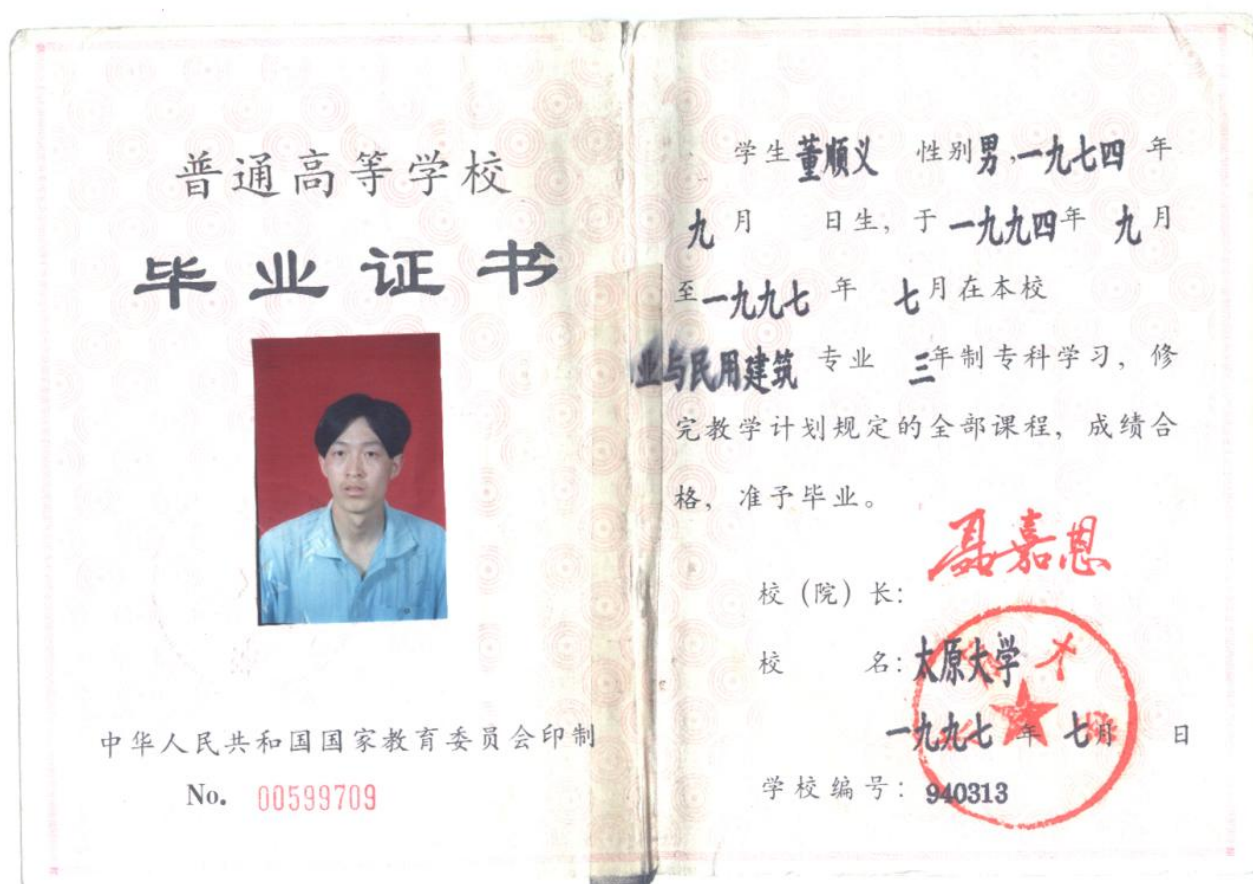 普通高等学校
毕业证书
中华人民共和国国家教育委员会印制
No. 00599709
学生董顺义 性别男,一九七四年
九月 日生, 于一九九四年 九月
至一九九七 年 七月在本校
业与民用建筑 专业 三年制专科学习, 修
完教学计划规定的全部课程, 成绩合
格, 准予毕业。
校(院)长: 聂嘉恩
校 名: 太原大学
一九九七 年 七月 日
学校编号: 940313